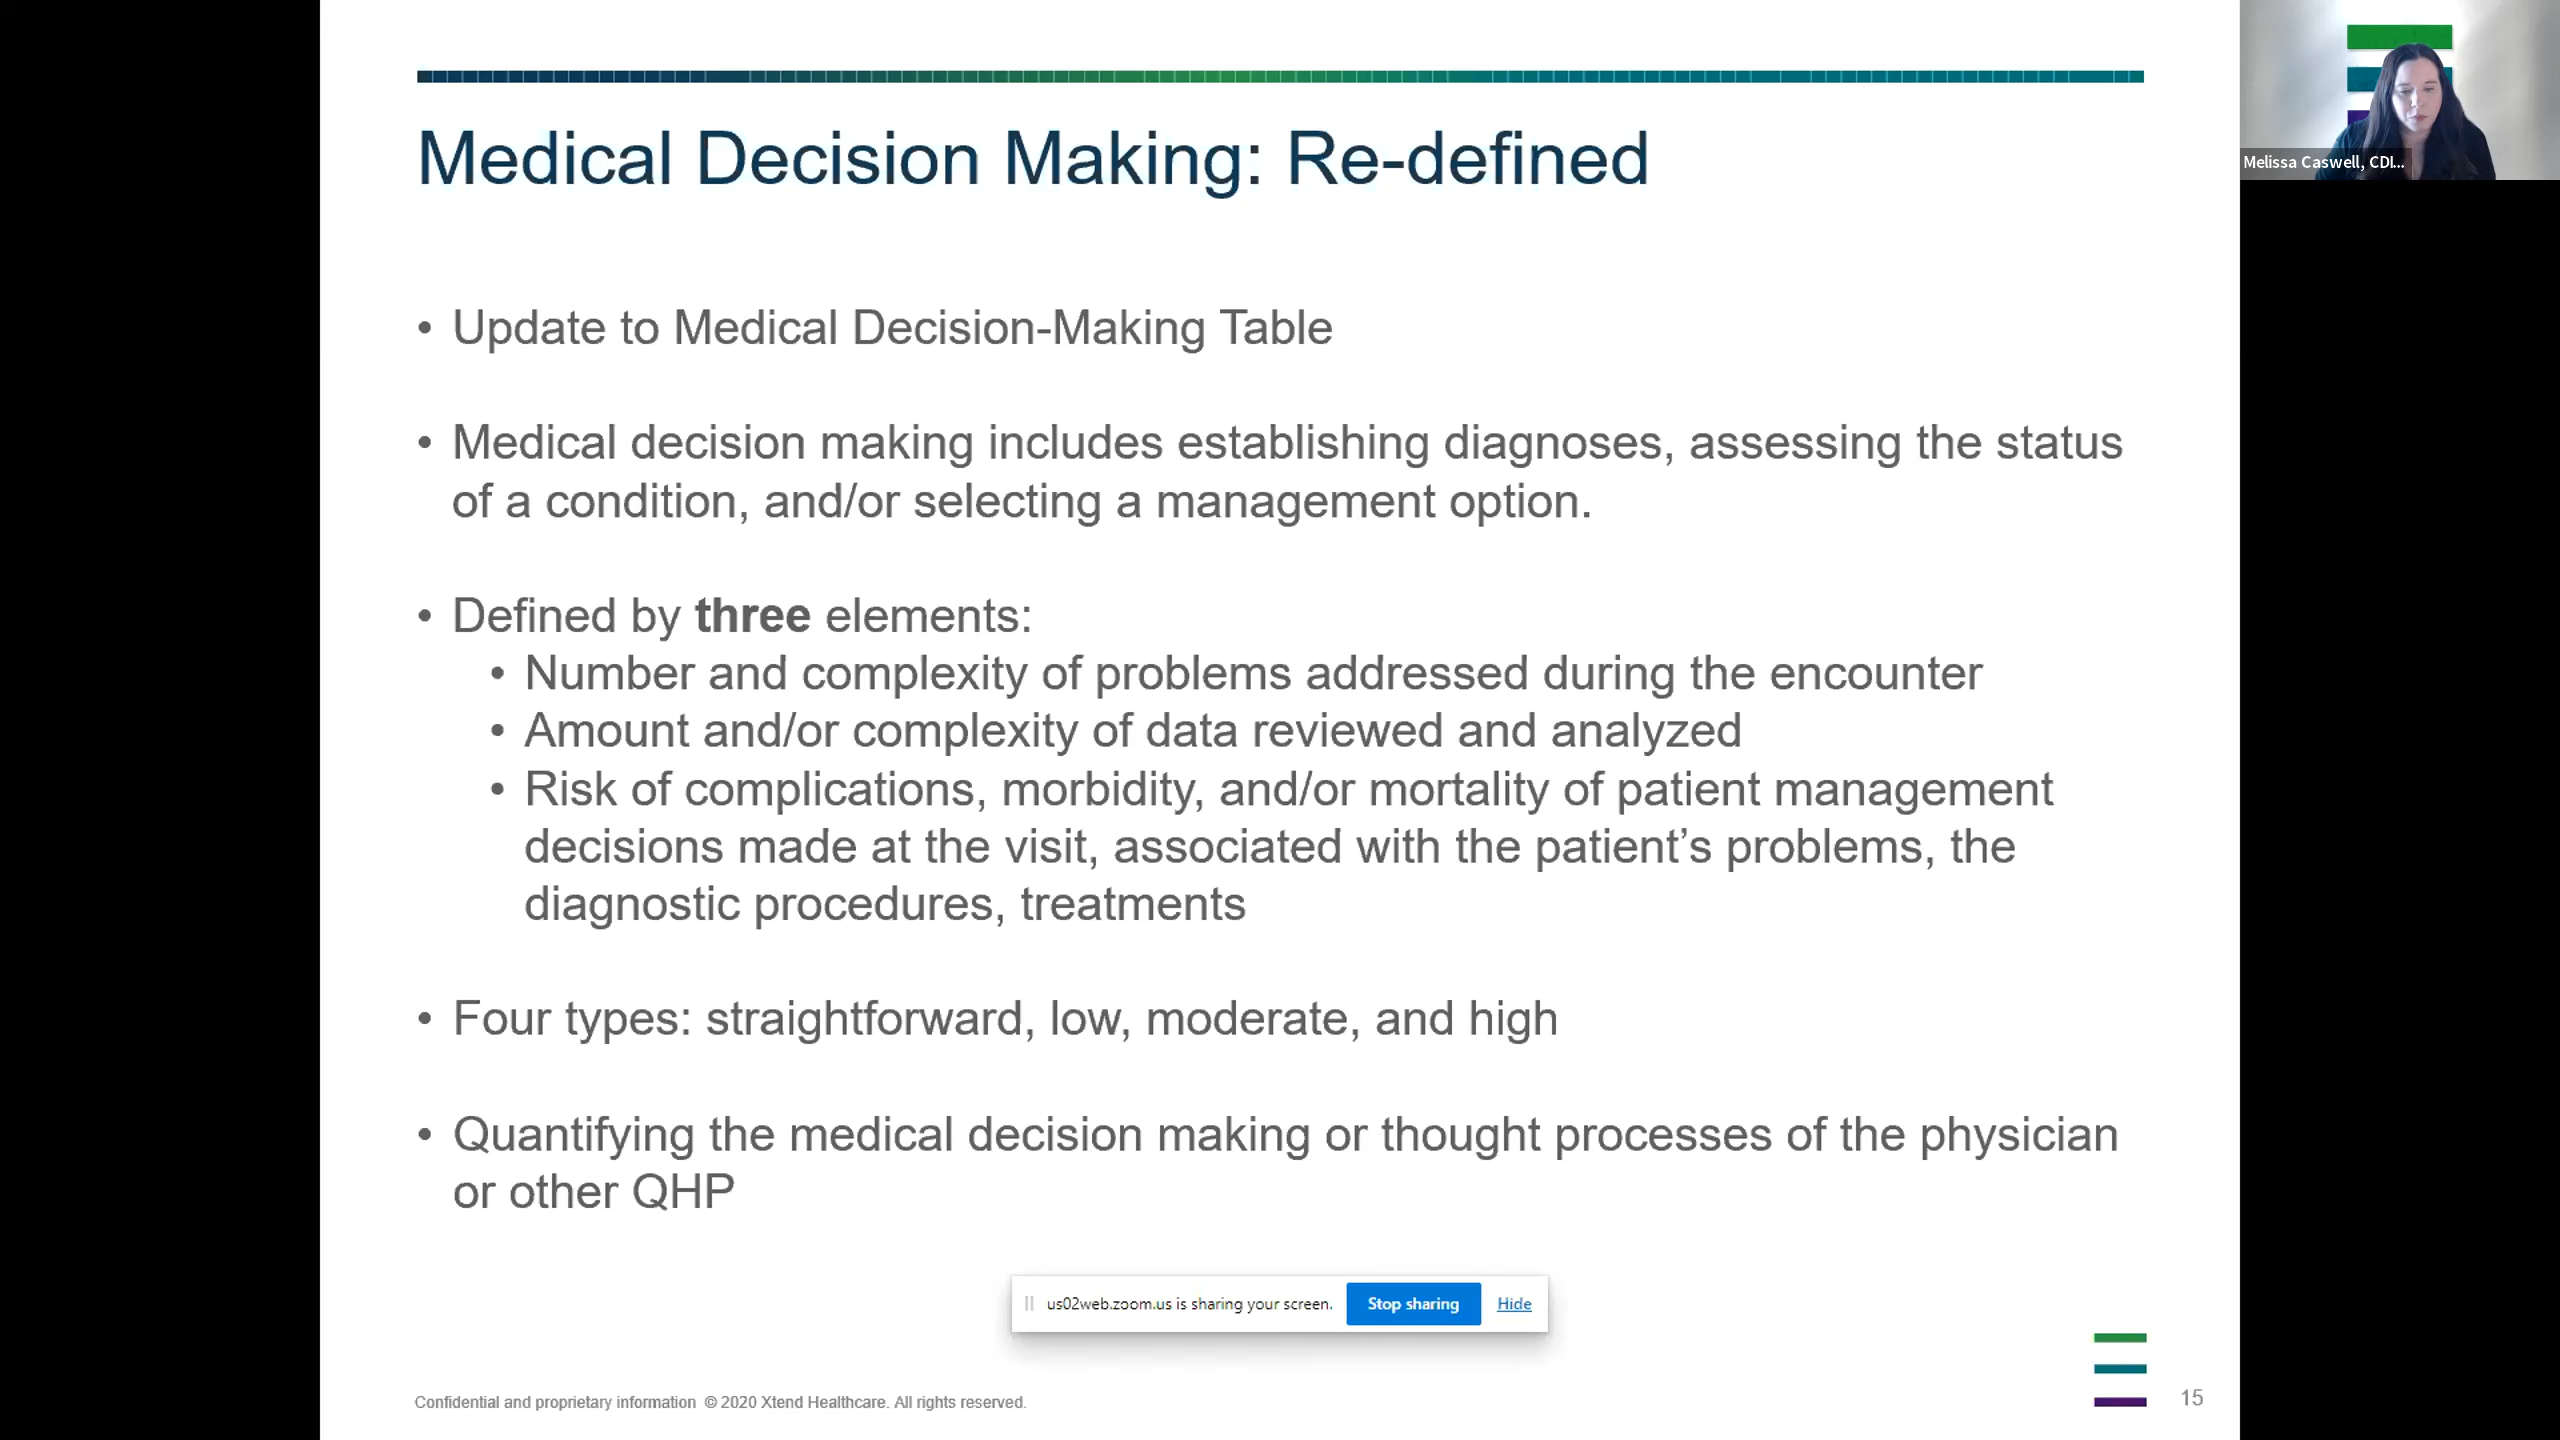 Medical Decision Making: Re-defined
Melissa Caswell, CDI...
• Update to Medical Decision-Making Table
• Medical decision making includes establishing diagnoses, assessing the status
of a condition, and/or selecting a management option.
• Defined by three elements:
• Number and complexity of problems addressed during the encounter
• Amount and/or complexity of data reviewed and analyzed
• Risk of complications, morbidity, and/or mortality of patient management
decisions made at the visit, associated with the patient’s problems, the
diagnostic procedures, treatments
• Four types: straightforward, low, moderate, and high
• Quantifying the medical decision making or thought processes of the physician
or other QHP
us02web.zoom.us is sharing your screen. Stop sharing Hide
Confidential and proprietary information © 2020 Xtend Healthcare. All rights reserved.
15